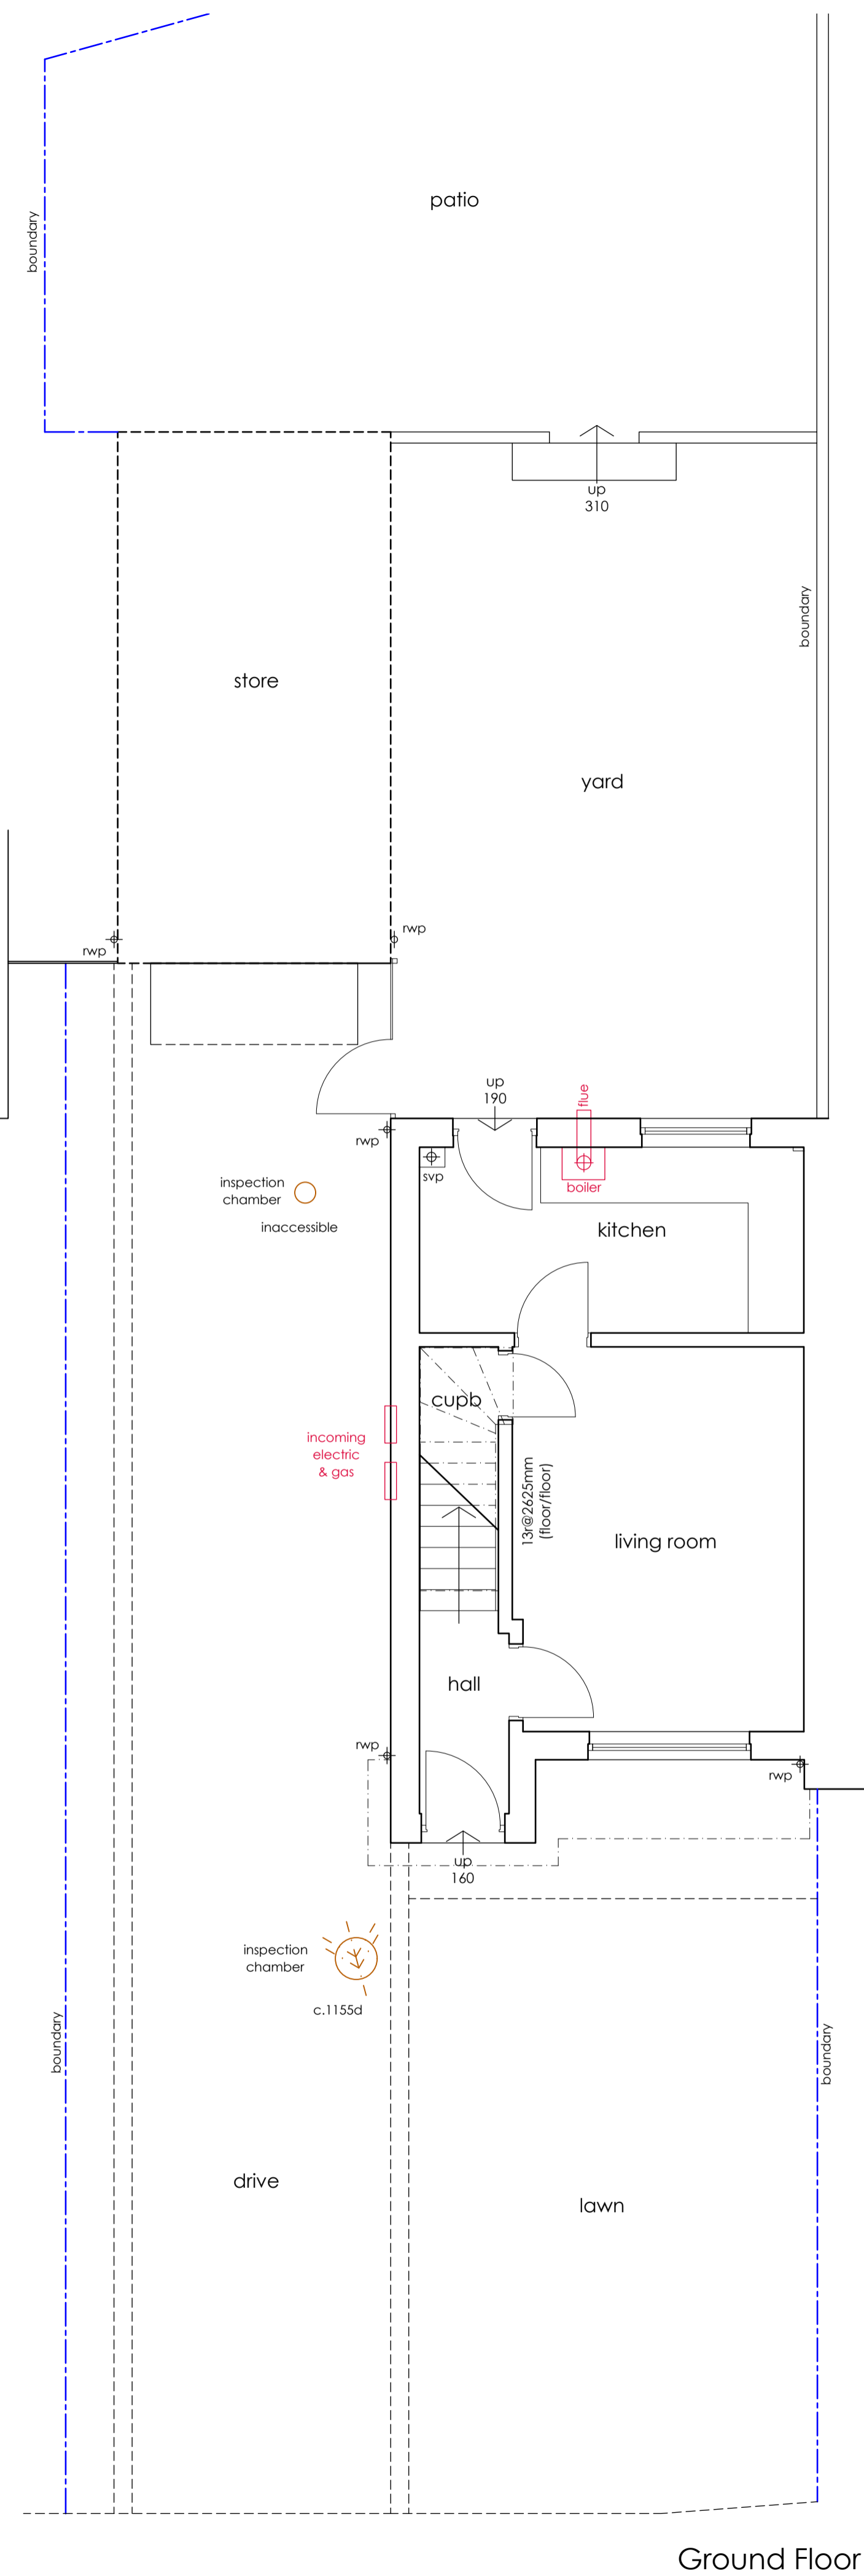 patio
boundary
up
310
boundary
store
yard
rwp
rwp
up
190
flue
rwp
svp
boiler
inspection
chamber
inaccessible
kitchen
cupb
incoming
electric
& gas
13r@2625mm
(floor/floor)
living room
hall
rwp
rwp
up
160
inspection
chamber
c.1155d
boundary
boundary
drive
lawn
Ground Floor